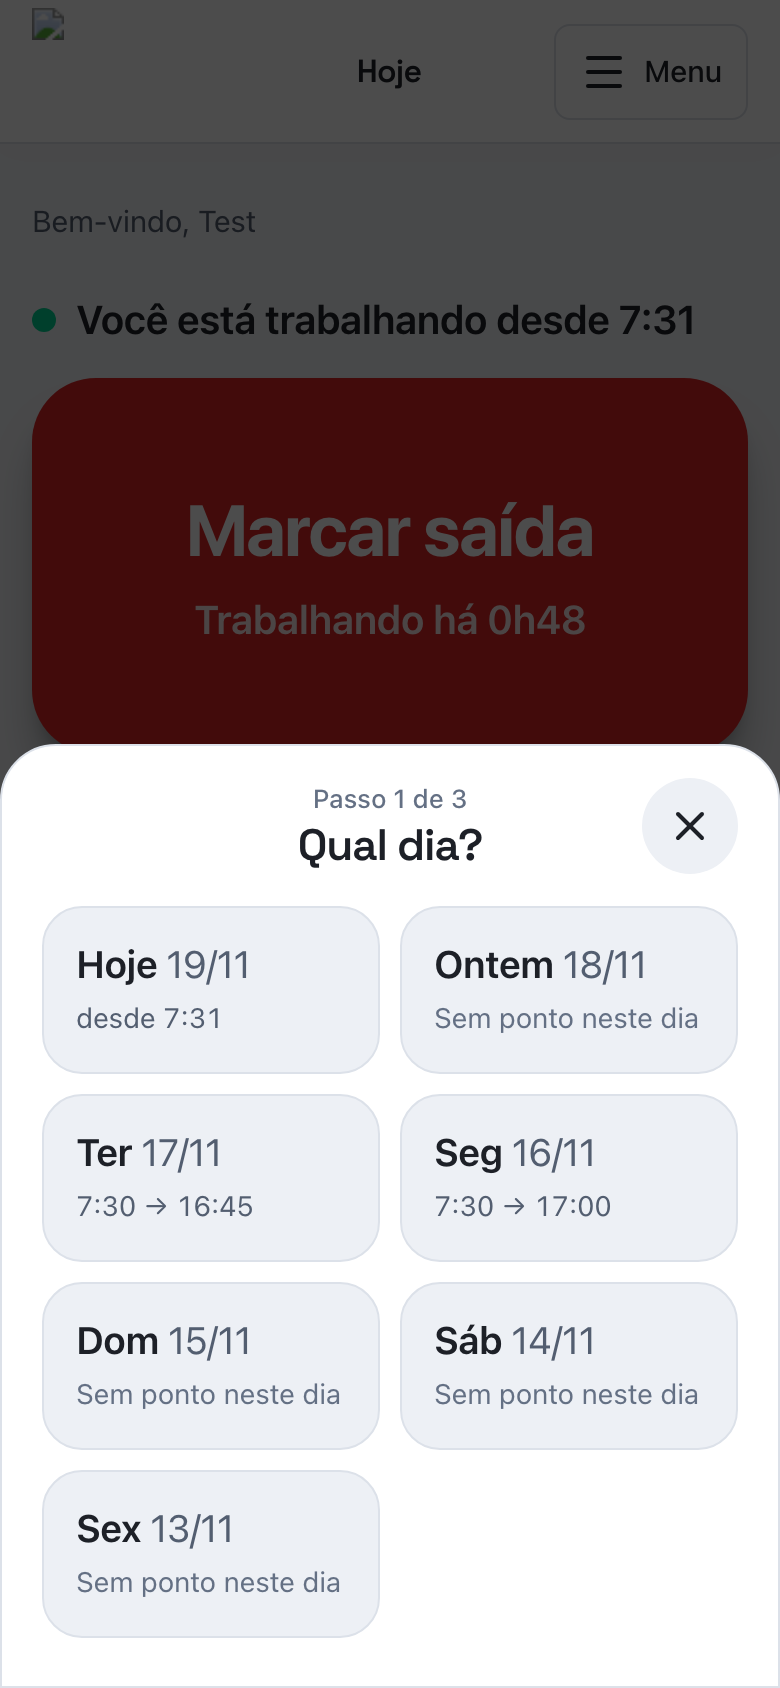 Hoje
Menu
Bem-vindo, Test
Você está trabalhando desde 7:31
Marcar saída
Trabalhando há 0h48
Passo 1 de 3
Qual dia?
Hoje 19/11
desde 7:31
Ontem 18/11
Sem ponto neste dia
Ter 17/11
7:30 → 16:45
Seg 16/11
7:30 → 17:00
Dom 15/11
Sem ponto neste dia
Sáb 14/11
Sem ponto neste dia
Sex 13/11
Sem ponto neste dia